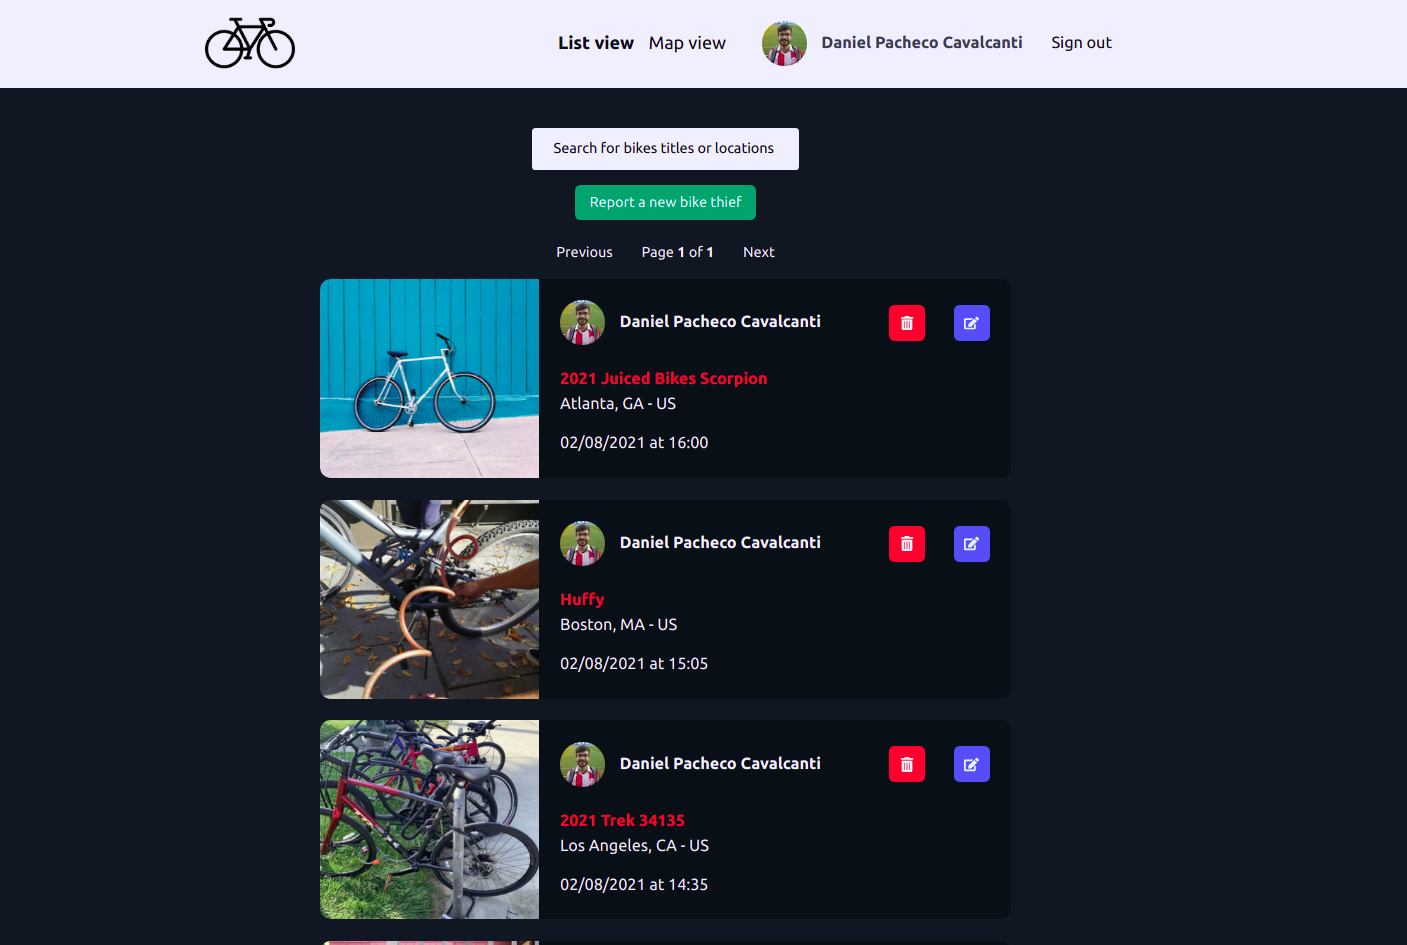 List view Map view Daniel Pacheco Cavalcanti Sign out
Search for bikes titles or locations
Report a new bike thief
Previous Page 1 of 1 Next
Daniel Pacheco Cavalcanti
2021 Juiced Bikes Scorpion
Atlanta, GA - US
02/08/2021 at 16:00
Daniel Pacheco Cavalcanti
Huffy
Boston, MA - US
02/08/2021 at 15:05
Daniel Pacheco Cavalcanti
2021 Trek 34135
Los Angeles, CA - US
02/08/2021 at 14:35